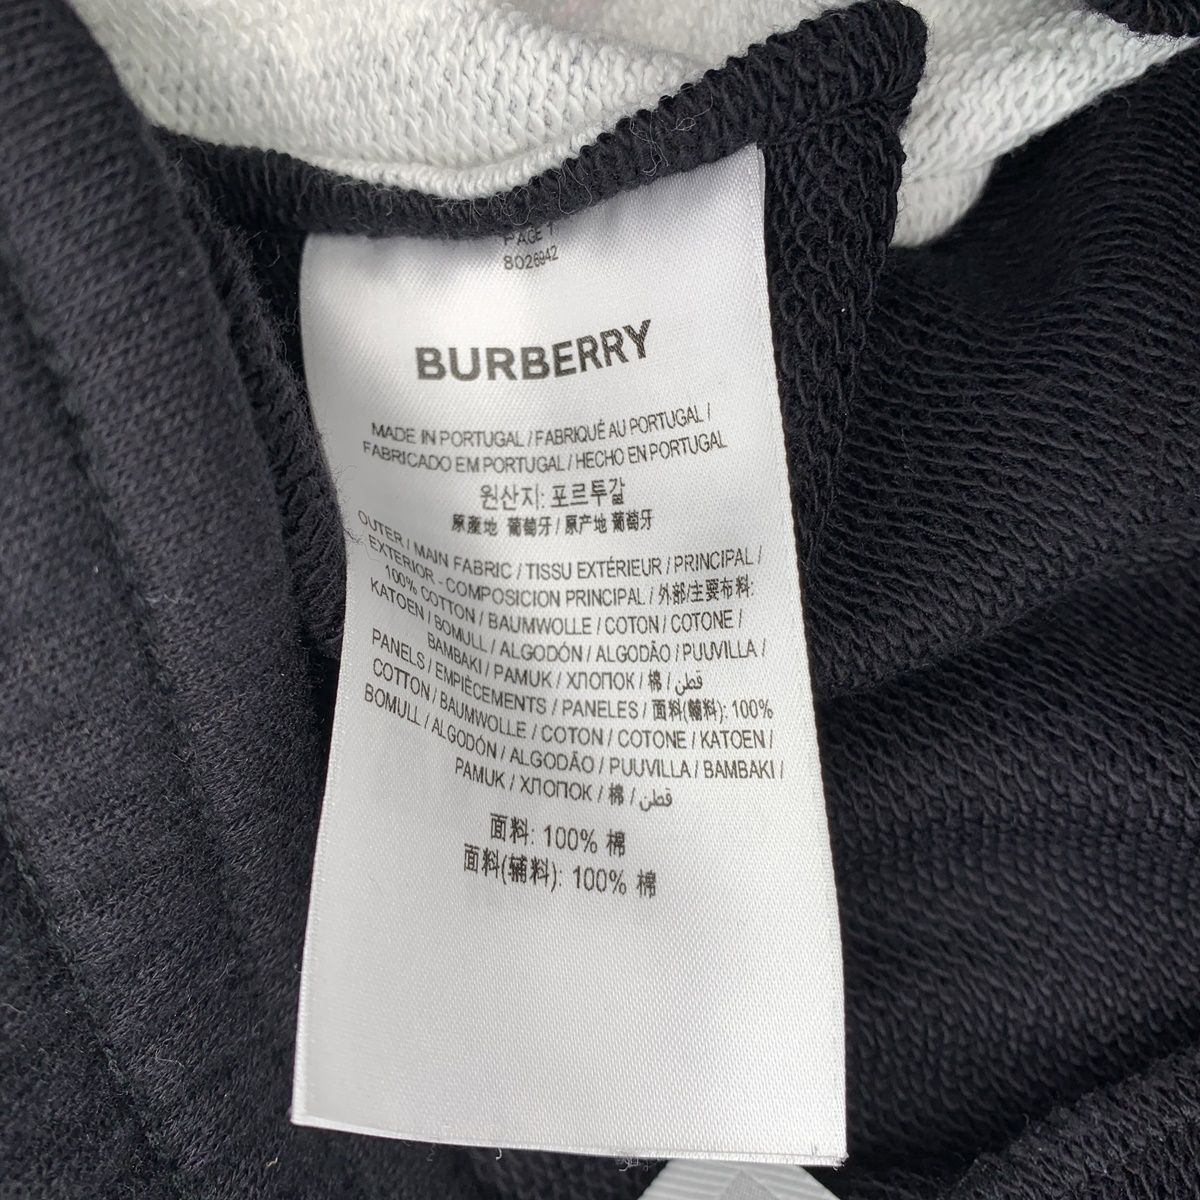 PAGE 1
8026942
BURBERRY
MADE IN PORTUGAL / FABRIQUÉ AU PORTUGAL /
FABRICADO EM PORTUGAL / HECHO EN PORTUGAL
원산지: 포르투갈
原產地 葡萄牙 / 原产地 葡萄牙
OUTER / MAIN FABRIC / TISSU EXTÉRIEUR / PRINCIPAL /
EXTERIOR - COMPOSICION PRINCIPAL / 外部/主要布料:
100% COTTON / BAUMWOLLE / COTON / COTONE /
KATOEN / BOMULL / ALGODÓN / ALGODÃO / PUUVILLA /
BAMBAKI / PAMUK / ХЛОПОК / 棉 / قطن
PANELS / EMPIÈCEMENTS / PANELES / 面料(輔料): 100%
COTTON / BAUMWOLLE / COTON / COTONE / KATOEN /
BOMULL / ALGODÓN / ALGODÃO / PUUVILLA / BAMBAKI /
PAMUK / ХЛОПОК / 棉 / قطن
面料: 100% 棉
面料(辅料): 100% 棉